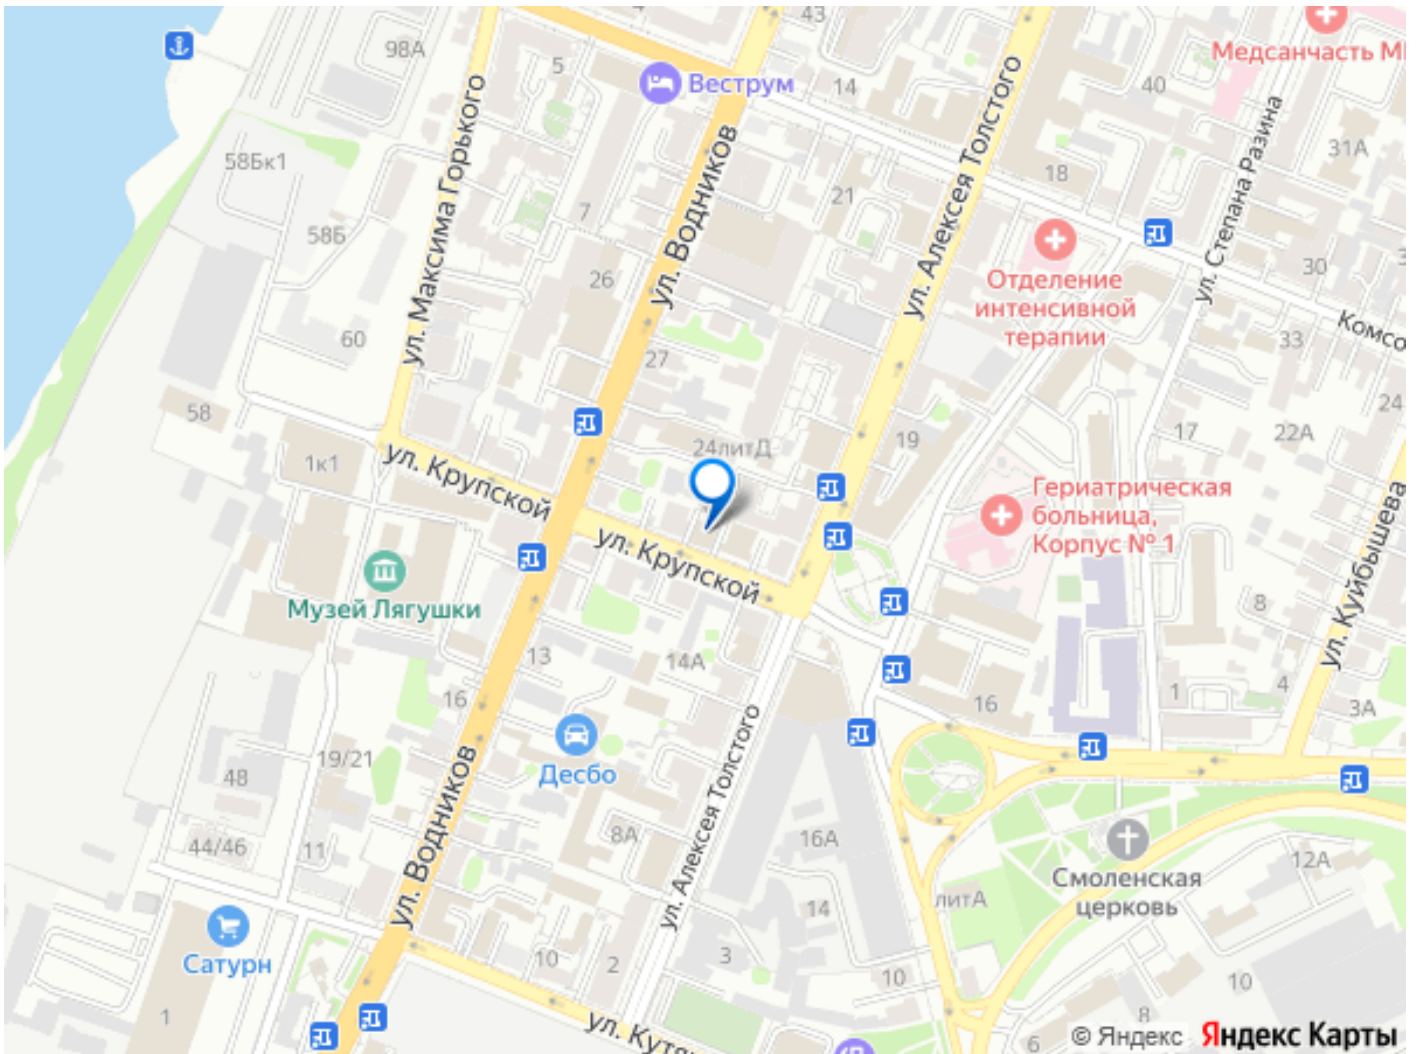 43
98А
5
Веструм
14
40
Медсанчасть М
ул. Максима Горького
ул. Водников
ул. Алексея Толстого
ул. Степана Разина
31А
58Бк1
18
21
7
58Б
26
Отделение
интенсивной
терапии
30
Комсо
60
27
33
58
24
24литД
19
17
22А
ул. Крупской
1к1
Гериатрическая
больница,
Корпус № 1
ул. Крупской
ул. Куйбышева
Музей Лягушки
8
13
14А
16
16
1
4
3А
ул. Водников
ул. Алексея Толстого
19/21
48
Десбо
44/46
11
8А
16А
12А
Смоленская
церковь
литА
14
Сатурн
10
2
3
10
10
1
ул. Кутя
8
6
© Яндекс Яндекс Карты